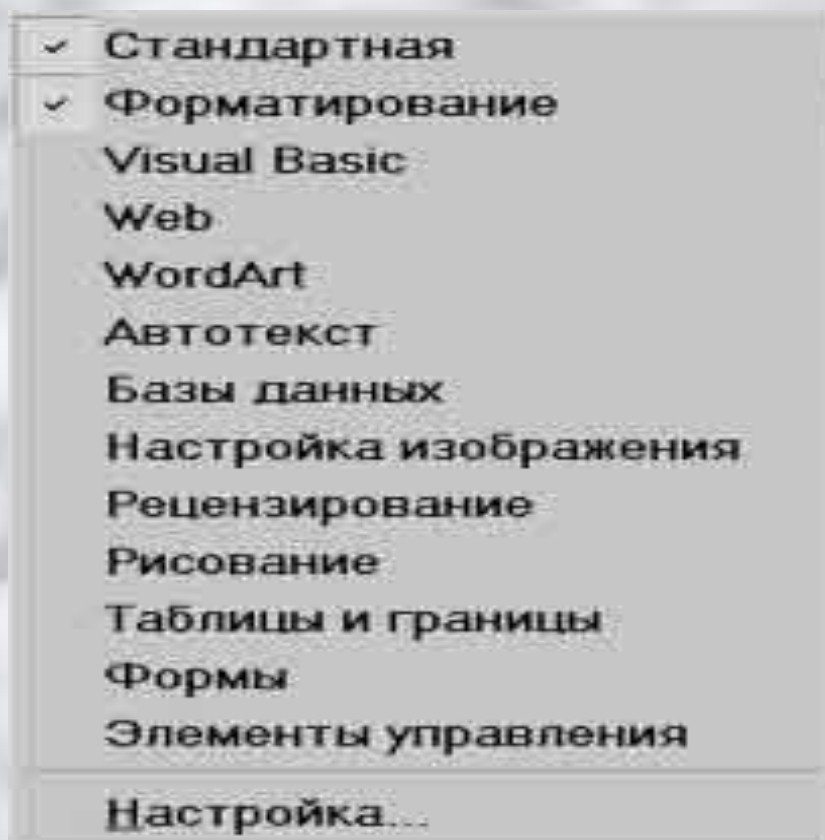 Стандартная
Форматирование
Visual Basic
Web
WordArt
Автотекст
Базы данных
Настройка изображения
Рецензирование
Рисование
Таблицы и границы
Формы
Элементы управления
Настройка...